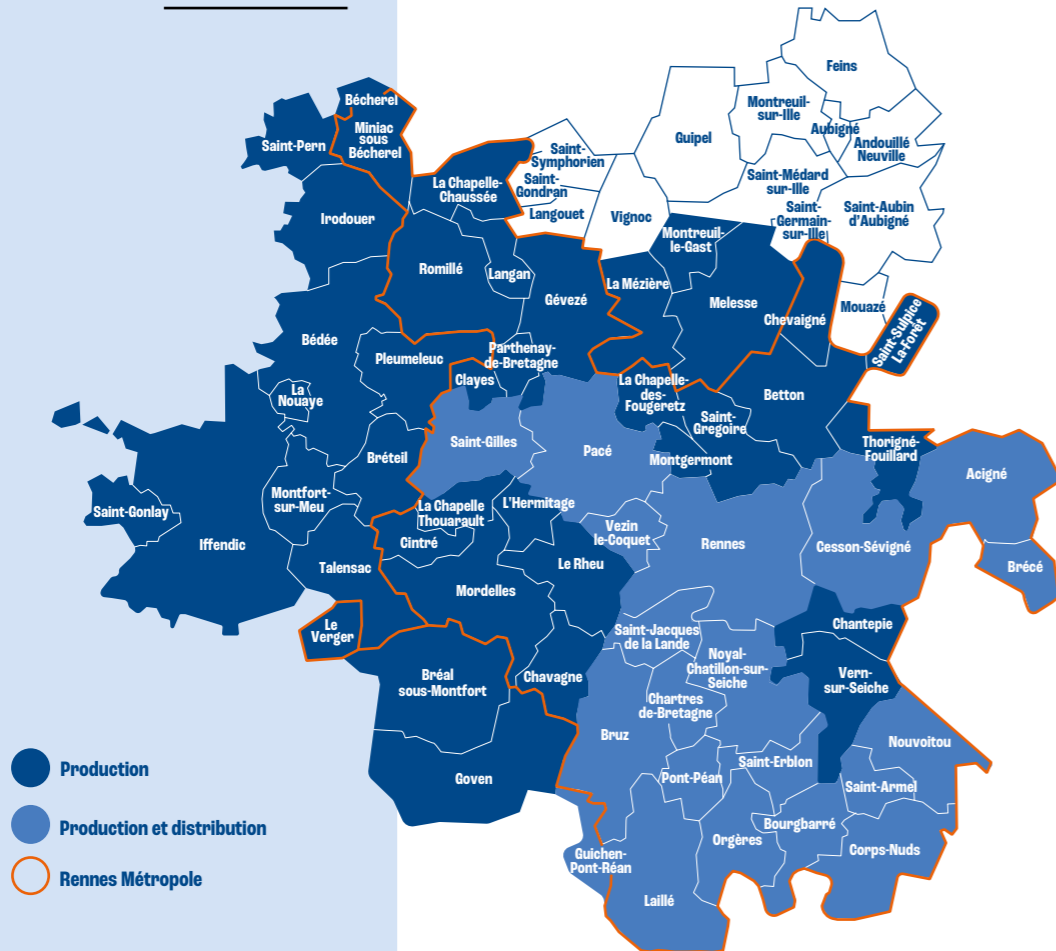 Feins
Bécherel
Montreuil-
sur-Ille
Aubigné
Guipel
Miniac
sous
Bécherel
Saint-Pern
Andouillé
Neuville
Saint-
Symphorien
Saint-
Gondran
Langouet
La Chapelle-
Chaussée
Saint-Médard
sur-Ille
Saint-
Germain-
sur-Ille
Saint-Aubin
d'Aubigné
Irodouer
Vignoc
Montreuil-
le-Gast
Romillé
Langan
Gévezé
La Mézière
Melesse
Chevaigné
Mouazé
Saint-Sulpice
La-Forêt
Bédée
Pleumeleuc
Parthenay-
de-Bretagne
Clayes
La Chapelle-
des-
Fougeretz
Betton
La
Nouaye
Saint-
Gregoire
Saint-Gilles
Pacé
Montgermont
Thorigné-
Fouillard
Acigné
Bréteil
Montfort-
sur-Meu
L'Hermitage
La Chapelle
Thouarault
Saint-Gonlay
Iffendic
Cintré
Vezin
le-Coquet
Rennes
Cesson-Sévigné
Brécé
Talensac
Le Rheu
Mordelles
Le
Verger
Saint-Jacques
de la Lande
Chantepie
Noyal-
Chatillon-sur-
Seiche
Bréal
sous-Montfort
Chavagne
Vern-
sur-Seiche
Chartres
de-Bretagne
Bruz
Nouvoitou
Goven
Pont-Péan
Saint-Erblon
Saint-Armel
Bourgbarré
Orgères
Corps-Nuds
Guichen-
Pont-Réan
Laillé
Production
Production et distribution
Rennes Métropole